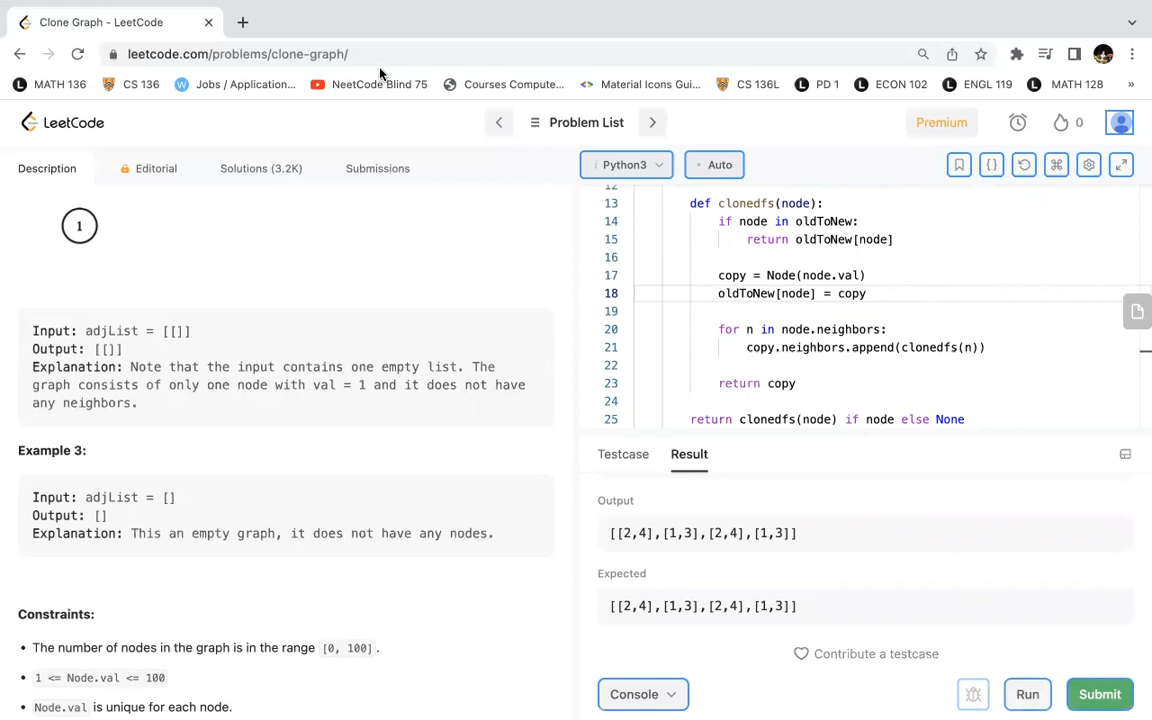 Clone Graph - LeetCode
leetcode.com/problems/clone-graph/
MATH 136 CS 136 Jobs / Application... NeetCode Blind 75 Courses Compute... Material Icons Gui... CS 136L PD 1 ECON 102 ENGL 119 MATH 128 »
LeetCode Problem List Premium 0
Description Editorial Solutions (3.2K) Submissions
i Python3 Auto
1
Input: adjList = [[]]
Output: [[]]
Explanation: Note that the input contains one empty list. The
graph consists of only one node with val = 1 and it does not have
any neighbors.
Example 3:
Input: adjList = []
Output: []
Explanation: This an empty graph, it does not have any nodes.
Constraints:
• The number of nodes in the graph is in the range [0, 100].
• 1 <= Node.val <= 100
• Node.val is unique for each node.
12
13 def clonedfs(node):
14 if node in oldToNew:
15 return oldToNew[node]
16
17 copy = Node(node.val)
18 oldToNew[node] = copy
19
20 for n in node.neighbors:
21 copy.neighbors.append(clonedfs(n))
22
23 return copy
24
25 return clonedfs(node) if node else None
Testcase Result
Output
[[2,4],[1,3],[2,4],[1,3]]
Expected
[[2,4],[1,3],[2,4],[1,3]]
Contribute a testcase
Console Run Submit